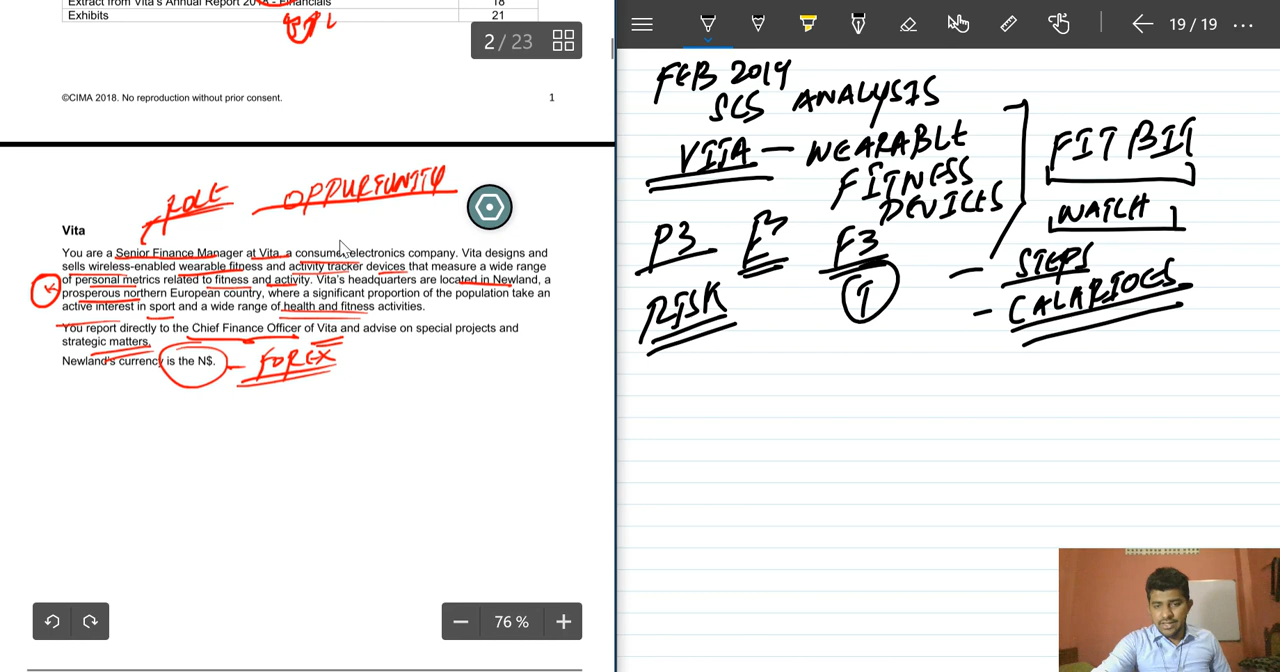 Extract from Vita's Annual Report 2018 - Financials 18
Exhibits 21
2 / 23
©CIMA 2018. No reproduction without prior consent. 1
ROLE OPPURTUNITY
Vita
You are a Senior Finance Manager at Vita, a consumer electronics company. Vita designs and
sells wireless-enabled wearable fitness and activity tracker devices that measure a wide range
of personal metrics related to fitness and activity. Vita's headquarters are located in Newland, a
prosperous northern European country, where a significant proportion of the population take an
active interest in sport and a wide range of health and fitness activities.
You report directly to the Chief Finance Officer of Vita and advise on special projects and
strategic matters.
Newland's currency is the N$. - FOREX
76 %
19 / 19
FEB 2019
SCS ANALYSIS
VITA - WEARABLE
FITNESS
DEVICES
FITBIT
WATCH
P3 E3 F3
RISK 1
- STEPS
- CALARIOES